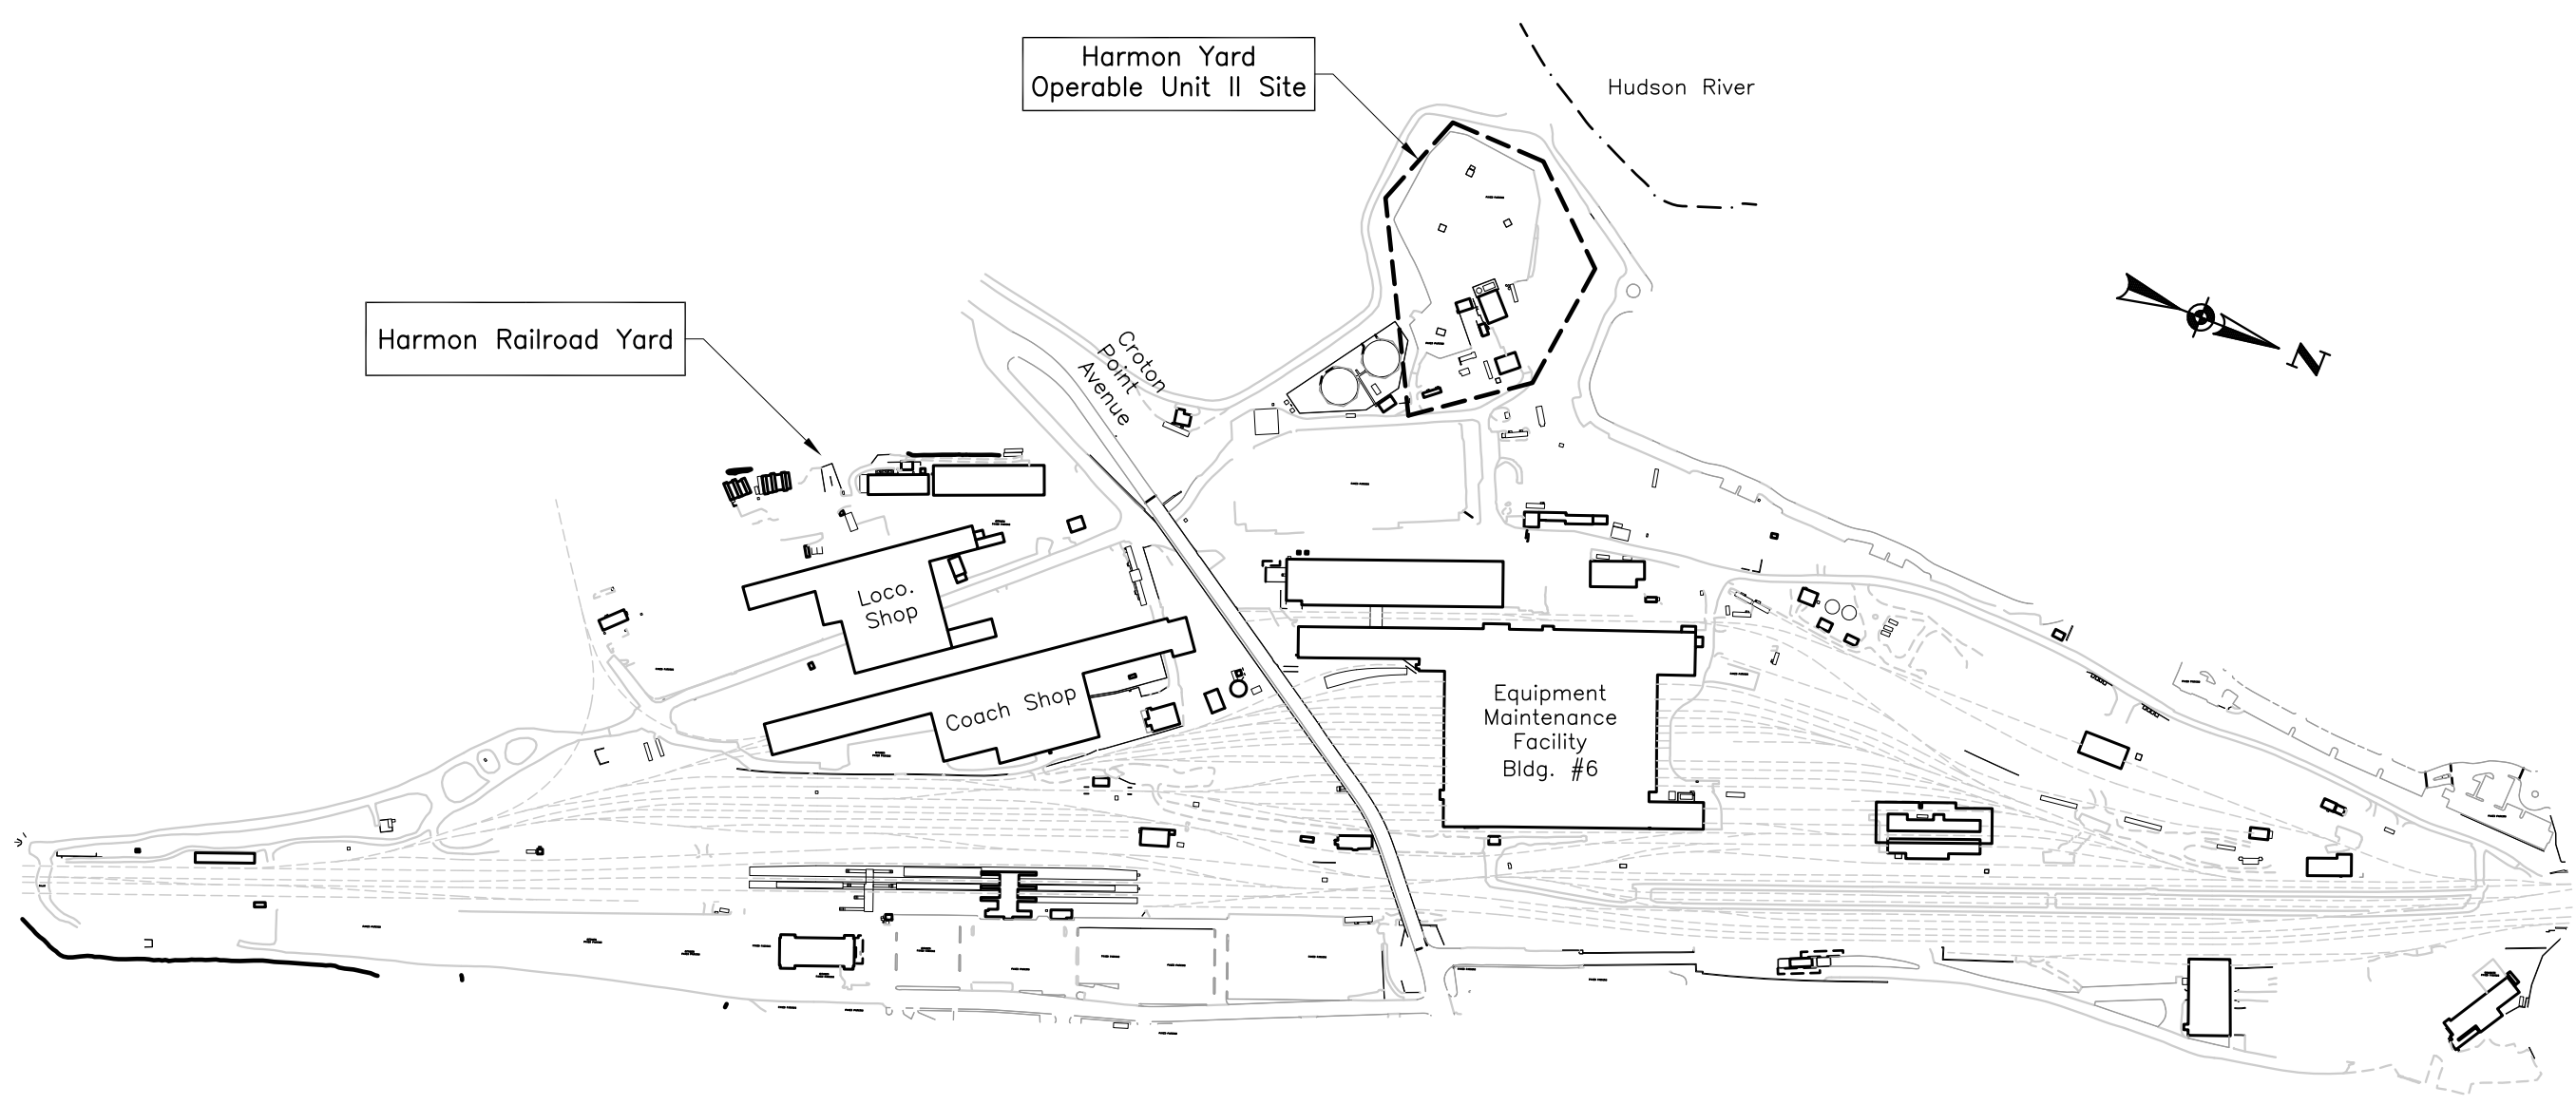 Harmon Yard
Operable Unit II Site
Hudson River
Harmon Railroad Yard
Croton
Point
Avenue
N
Loco.
Shop
Coach Shop
Equipment
Maintenance
Facility
Bldg. #6